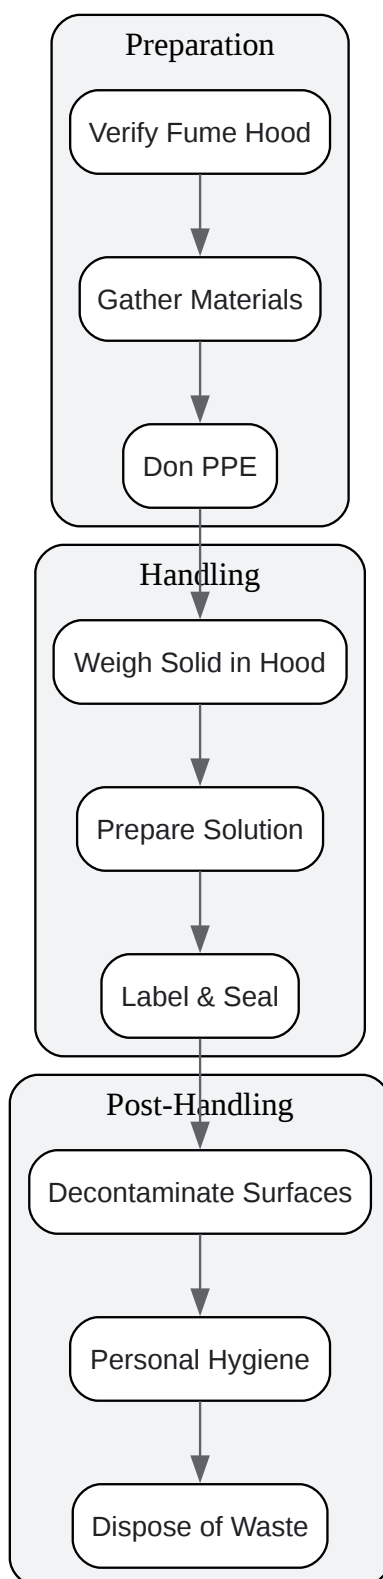 Preparation
Verify Fume Hood
Gather Materials
Don PPE
Handling
Weigh Solid in Hood
Prepare Solution
Label & Seal
Post-Handling
Decontaminate Surfaces
Personal Hygiene
Dispose of Waste